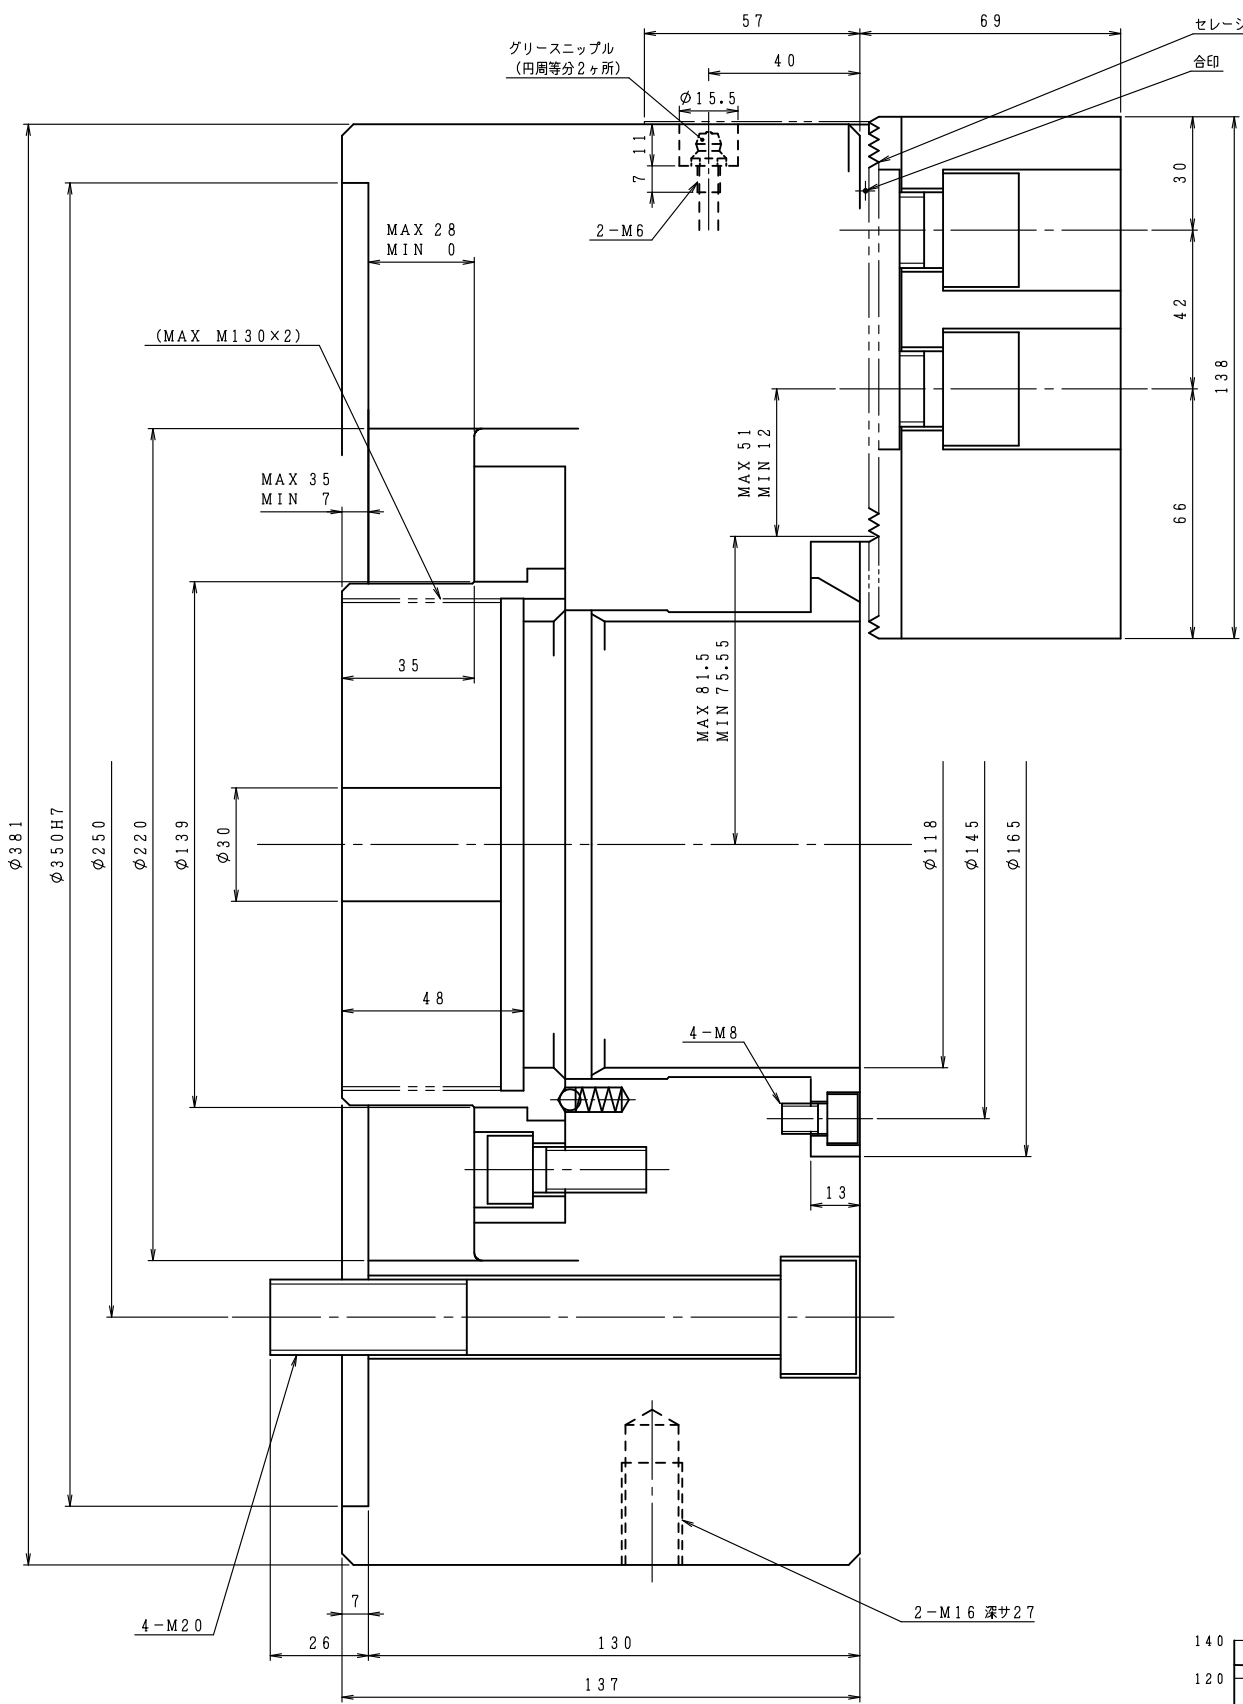 57
69
セレーシ
グリースニップル
(円周等分2ヶ所)
40
合印
φ15.5
11
7
30
2-M6
MAX 28
MIN 0
(MAX M130×2)
42
138
MAX 51
MIN 12
MAX 35
MIN 7
66
35
MAX 81.5
MIN 75.55
φ381
φ350H7
φ250
φ220
φ139
φ30
φ118
φ145
φ165
48
4-M8
13
4-M20
7
2-M16 深サ27
26
130
137
140
120